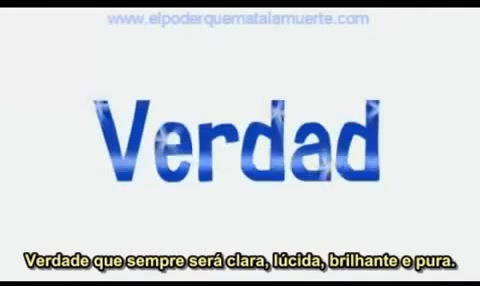 www.elpoderquematalamuerte.com
Verdad
Verdade que sempre será clara, lúcida, brilhante e pura.